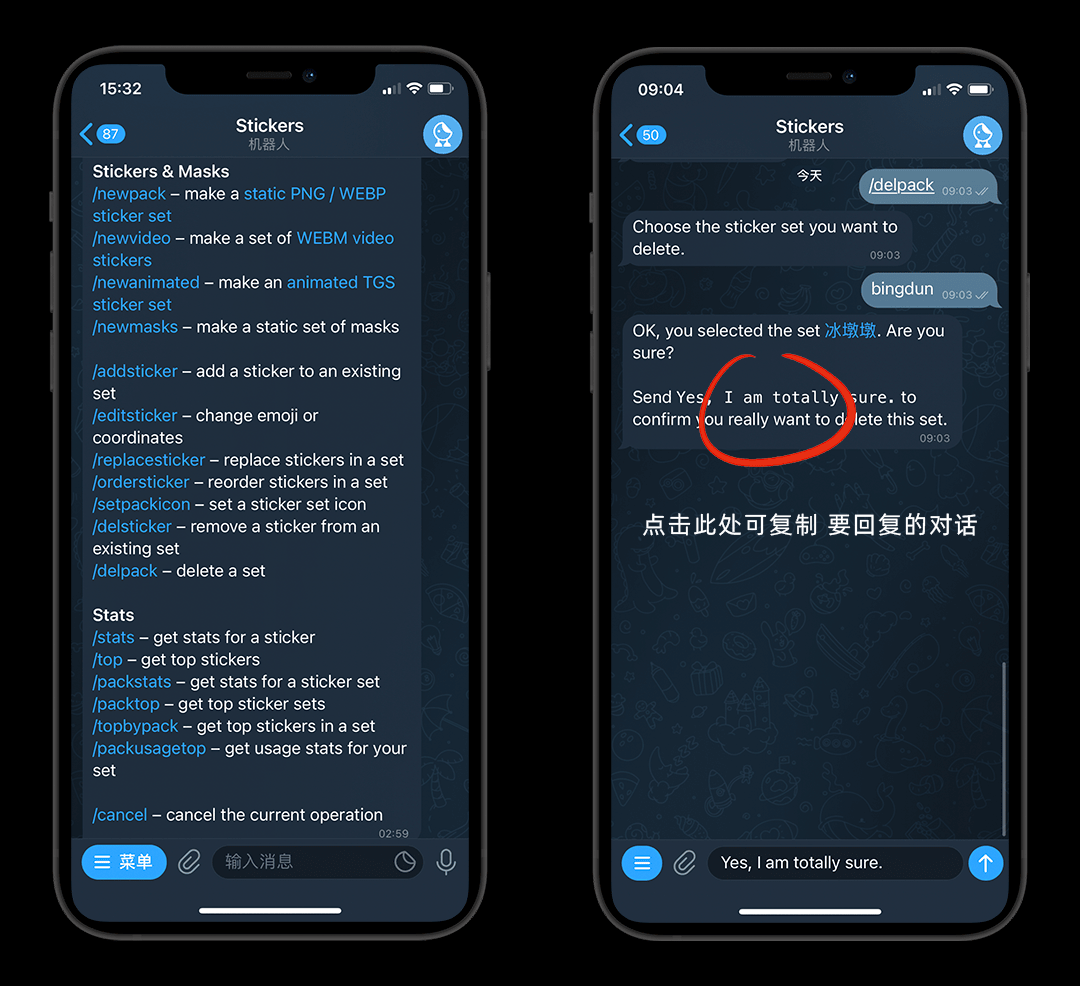 15:32
87
Stickers
机器人
Stickers & Masks
/newpack – make a static PNG / WEBP
sticker set
/newvideo – make a set of WEBM video
stickers
/newanimated – make an animated TGS
sticker set
/newmasks – make a static set of masks
/addsticker – add a sticker to an existing
set
/editsticker – change emoji or
coordinates
/replacesticker – replace stickers in a set
/ordersticker – reorder stickers in a set
/setpackicon – set a sticker set icon
/delsticker – remove a sticker from an
existing set
/delpack – delete a set
Stats
/stats – get stats for a sticker
/top – get top stickers
/packstats – get stats for a sticker set
/packtop – get top sticker sets
/topbypack – get top stickers in a set
/packusagetop – get usage stats for your
set
/cancel – cancel the current operation
02:59
菜单
输入消息
09:04
50
Stickers
机器人
今天
/delpack 09:03
Choose the sticker set you want to
delete.
09:03
bingdun 09:03
OK, you selected the set 冰墩墩. Are you
sure?
Send Yes, I am totally sure. to
confirm you really want to delete this set.
09:03
点击此处可复制 要回复的对话
Yes, I am totally sure.